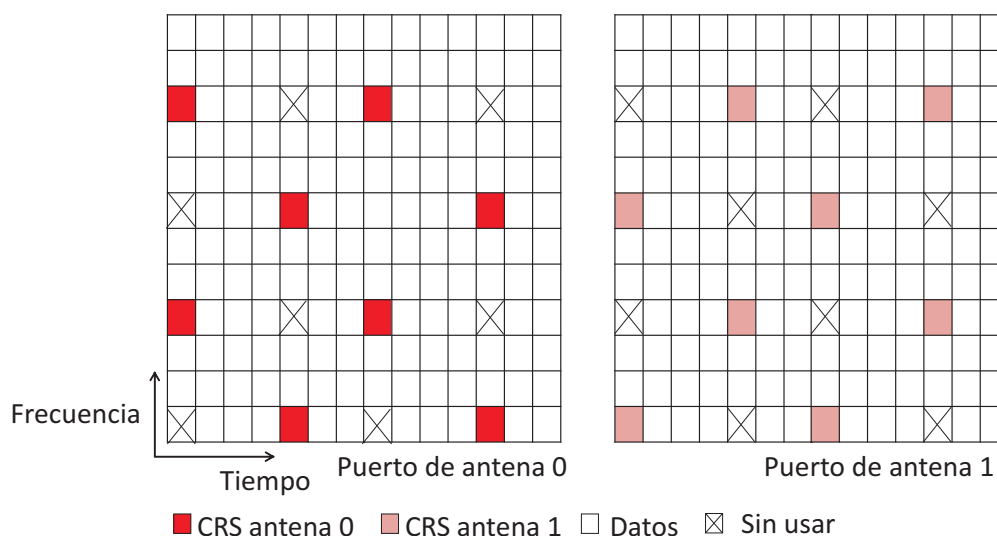 Frecuencia
Tiempo
Puerto de antena 0
Puerto de antena 1
CRS antena 0
CRS antena 1
Datos
Sin usar